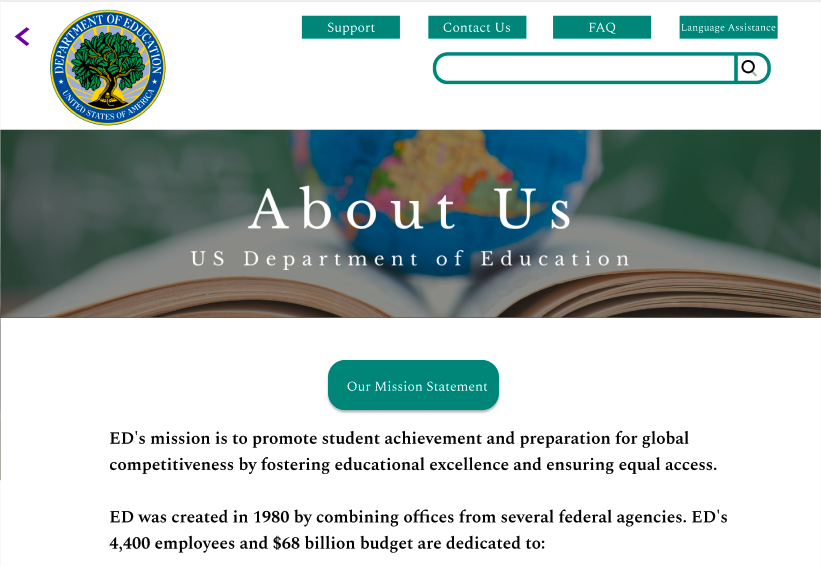 DEPARTMENT OF EDUCATION
UNITED STATES OF AMERICA
Support
Contact Us
FAQ
Language Assistance
About Us
US Department of Education
Our Mission Statement
ED's mission is to promote student achievement and preparation for global
competitiveness by fostering educational excellence and ensuring equal access.
ED was created in 1980 by combining offices from several federal agencies. ED's
4,400 employees and $68 billion budget are dedicated to: